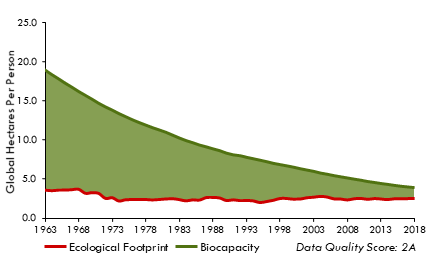 Global Hectares Per Person
25.0
20.0
15.0
10.0
5.0
0.0
1963 1968 1973 1978 1983 1988 1993 1998 2003 2008 2013 2018
Ecological Footprint Biocapacity Data Quality Score: 2A